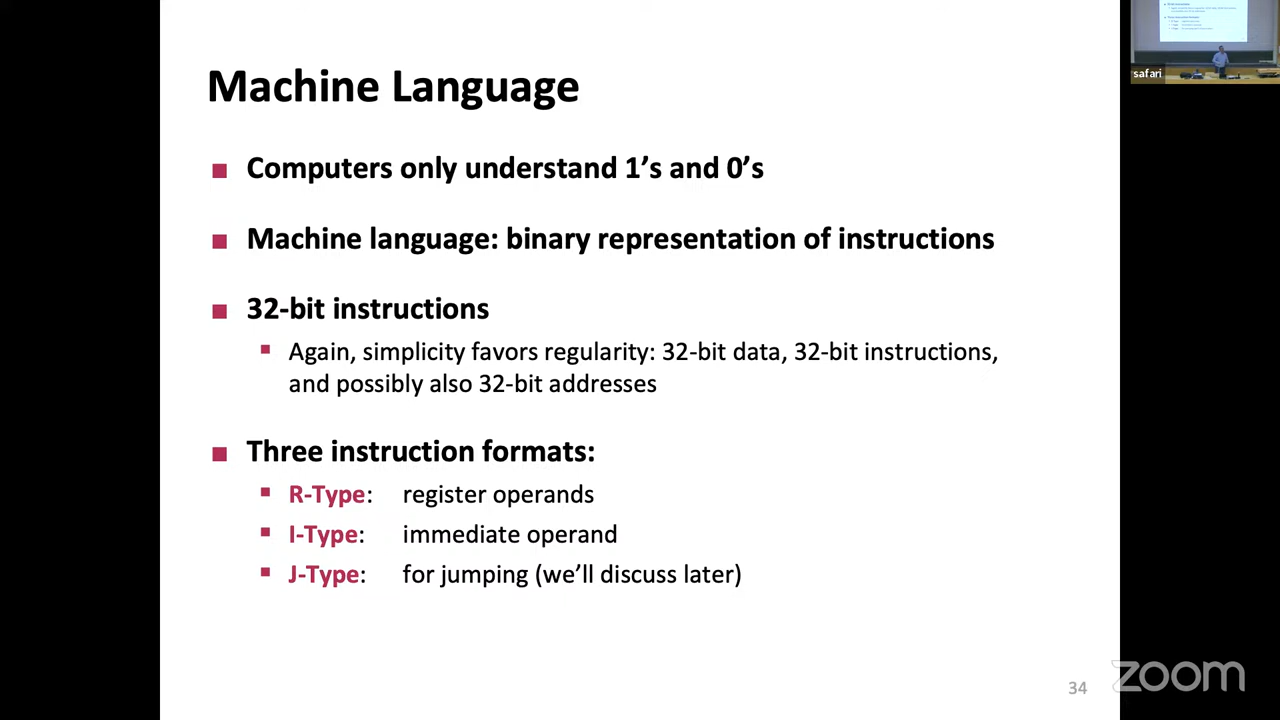 Machine Language
Computers only understand 1's and 0's
Machine language: binary representation of instructions
32-bit instructions
Again, simplicity favors regularity: 32-bit data, 32-bit instructions,
and possibly also 32-bit addresses
Three instruction formats:
R-Type: register operands
I-Type: immediate operand
J-Type: for jumping (we'll discuss later)
34
zoom
safari